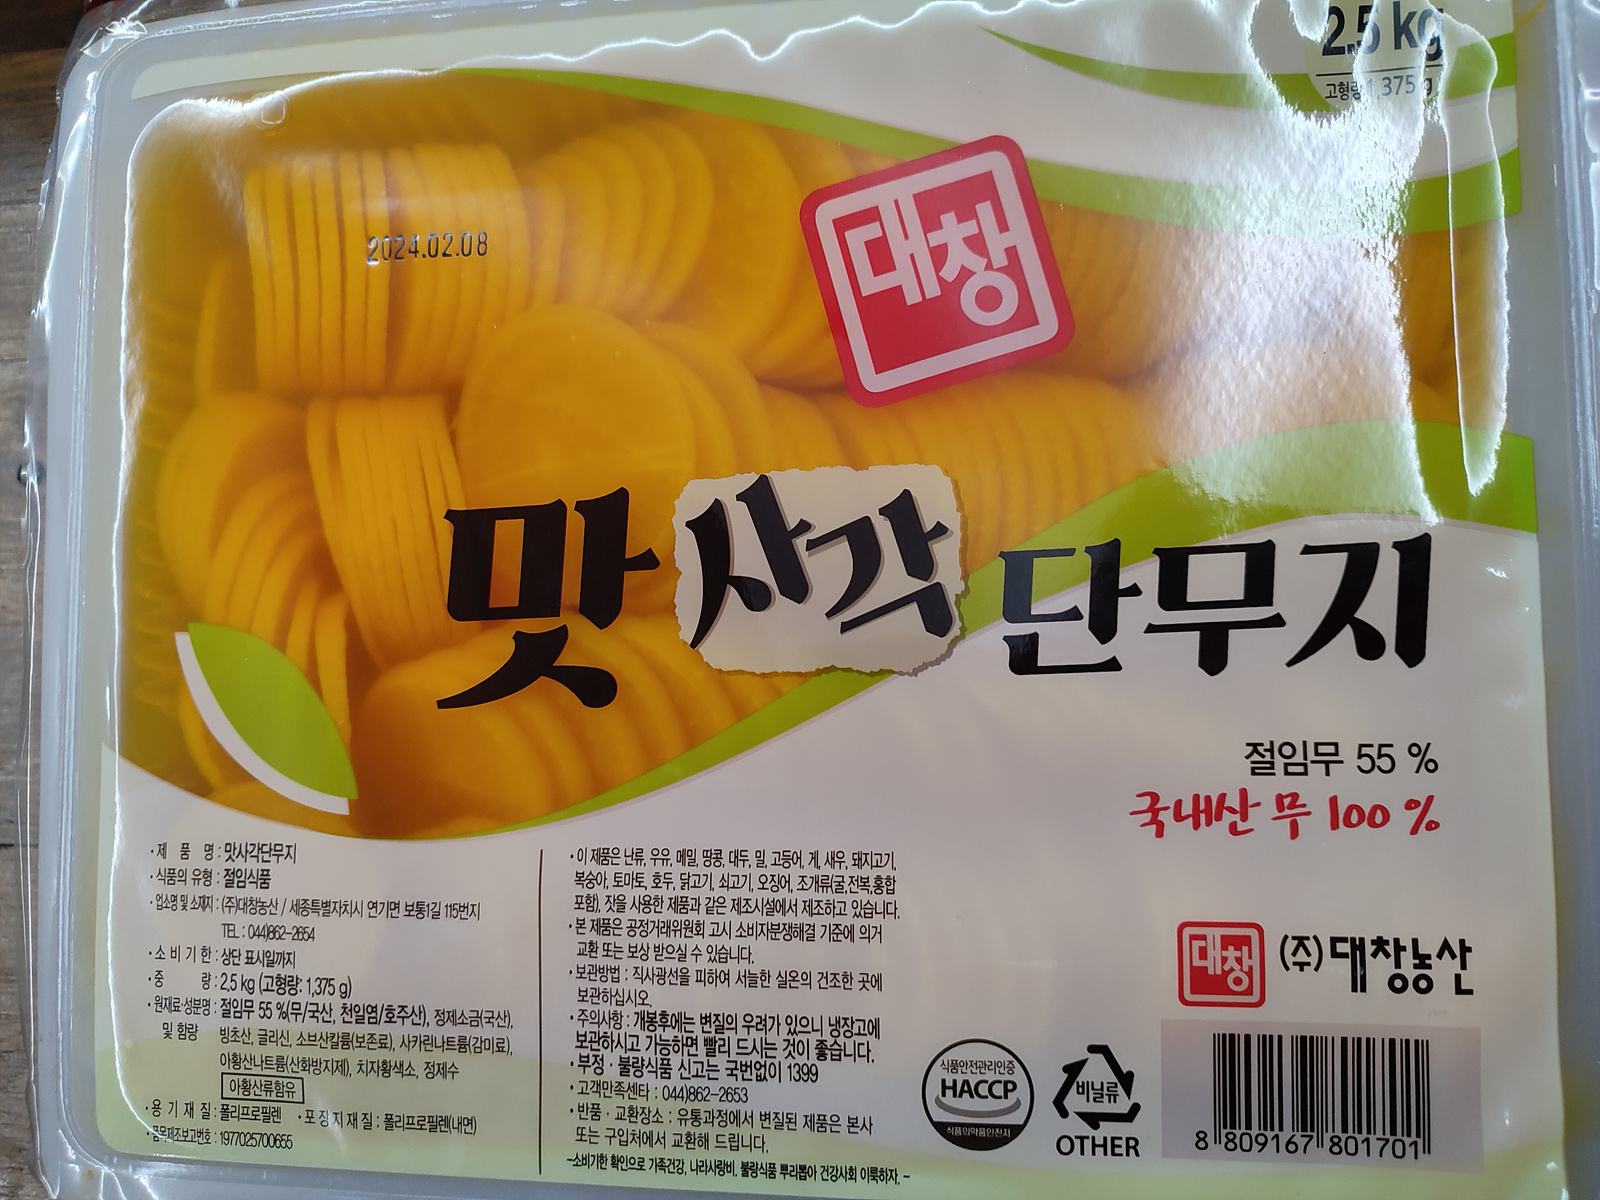 2.5 kg
고형량 1,375 g
2024.02.08
대창
맛사각단무지
절임무 55 %
국내산 무 100 %
·제 품 명 : 맛사각단무지
·식품의 유형 : 절임식품
·업소명 및 소재지 : (주)대창농산 / 세종특별자치시 연기면 보통1길 115번지
TEL : 044)862-2654
·소 비 기 한 : 상단 표시일까지
·중 량 : 2,5 kg (고형량: 1,375 g)
·원재료·성분명 : 절임무 55 %(무/국산, 천일염/호주산), 정제소금(국산),
및 함량 빙초산, 글리신, 소브산칼륨(보존료), 사카린나트륨(감미료),
아황산나트륨(산화방지제), 치자황색소, 정제수
아황산류함유
·용 기 재 질 : 폴리프로필렌 ·포 장 지 재 질 : 폴리프로필렌(내면)
·품목제조보고번호 : 1977025700655
·이 제품은 난류, 우유, 메밀, 땅콩, 대두, 밀, 고등어, 게, 새우, 돼지고기,
복숭아, 토마토, 호두, 닭고기, 쇠고기, 오징어, 조개류(굴,전복,홍합
포함), 잣을 사용한 제품과 같은 제조시설에서 제조하고 있습니다.
·본 제품은 공정거래위원회 고시 소비자분쟁해결 기준에 의거
교환 또는 보상 받으실 수 있습니다.
·보관방법 : 직사광선을 피하여 서늘한 실온의 건조한 곳에
보관하십시오.
·주의사항 : 개봉후에는 변질의 우려가 있으니 냉장고에
보관하시고 가능하면 빨리 드시는 것이 좋습니다.
·부정 · 불량식품 신고는 국번없이 1399
·고객만족센타 : 044)862-2653
·반품 · 교환장소 : 유통과정에서 변질된 제품은 본사
또는 구입처에서 교환해 드립니다.
-소비기한 확인으로 가족건강, 나라사랑비, 불량식품 뿌리뽑아 건강사회 이룩하자. -
대창 (주)대창농산
식품안전관리인증
HACCP
식품의약품안전처
비닐류
OTHER
8 809167 801701